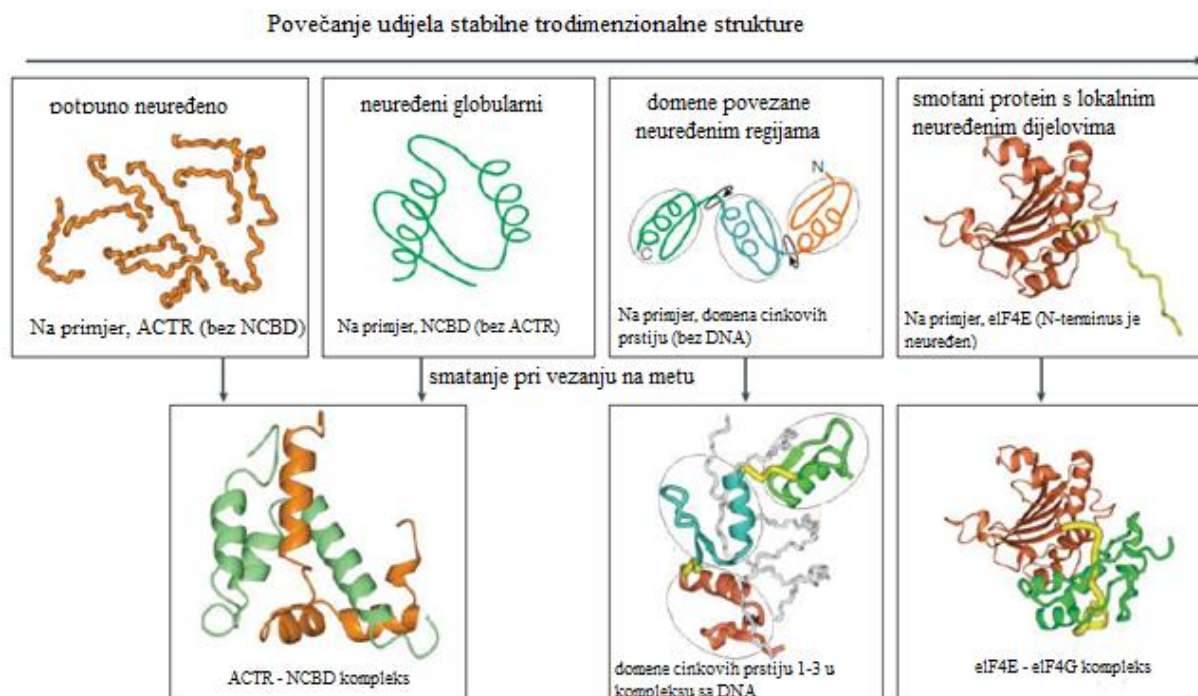 Povečanje udijela stabilne trodimenzionalne strukture
potpuno neuređeno
Na primjer, ACTR (bez NCBD)
neuređeni globularni
Na primjer, NCBD (bez ACTR)
domene povezane
neuređenim regijama
N
C
Na primjer, domena cinkovih
prstiju (bez DNA)
smotani protein s lokalnim
neuređenim dijelovima
Na primjer, eIF4E (N-terminus je
neuređen)
smatanje pri vezanju na metu
ACTR - NCBD kompleks
domene cinkovih prstiju 1-3 u
kompleksu sa DNA
eIF4E - eIF4G kompleks